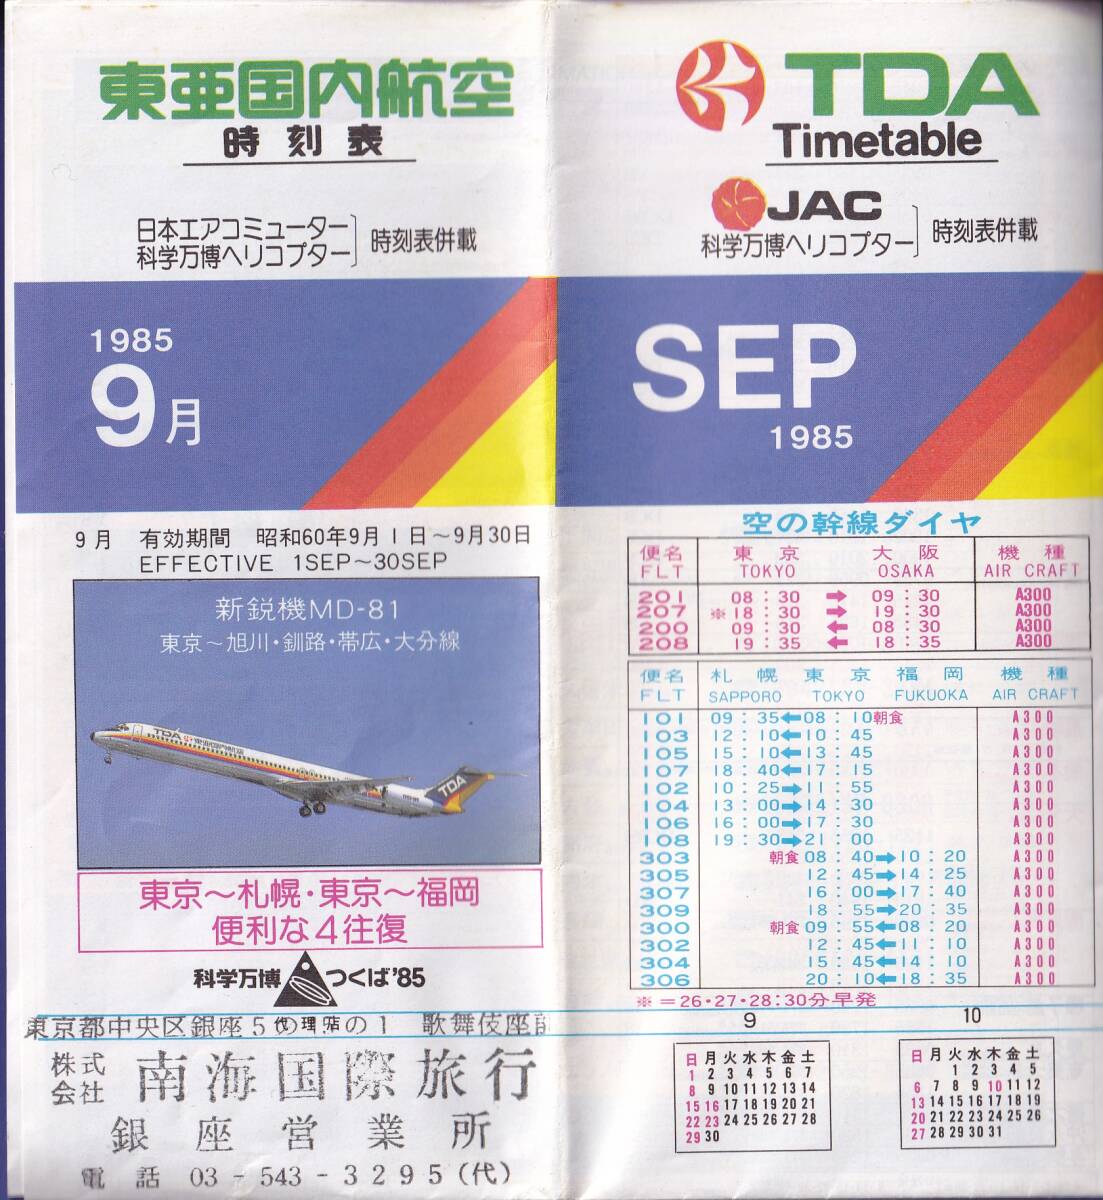 東亜国内航空
時刻表
日本エアコミューター
科学万博ヘリコプター
時刻表併載
1985
9月
9月 有効期間 昭和60年9月1日～9月30日
EFFECTIVE 1SEP～30SEP
新鋭機MD-81
東京～旭川・釧路・帯広・大分線
TDA 東亜国内航空
TDA
東京～札幌・東京～福岡
便利な4往復
科学万博 つくば'85
代理店
東京都中央区銀座5の の1 歌舞伎座前
株式会社 南海国際旅行
銀座営業所
電話 03-543-3295(代)
TDA
Timetable
JAC
科学万博ヘリコプター
時刻表併載
SEP
1985
空の幹線ダイヤ
便名 東京 大阪 機種
FLT TOKYO OSAKA AIR CRAFT
201 08:30 → 09:30 A300
207 ※18:30 → 19:30 A300
200 09:30 ← 08:30 A300
208 19:35 ← 18:35 A300
便名 札幌 東京 福岡 機種
FLT SAPPORO TOKYO FUKUOKA AIR CRAFT
101 09:35←08:10朝食 A300
103 12:10←10:45 A300
105 15:10←13:45 A300
107 18:40←17:15 A300
102 10:25→11:55 A300
104 13:00→14:30 A300
106 16:00→17:30 A300
108 19:30→21:00 A300
303 朝食08:40→10:20 A300
305 12:45→14:25 A300
307 16:00→17:40 A300
309 18:55→20:35 A300
300 朝食09:55←08:20 A300
302 12:45←11:10 A300
304 15:45←14:10 A300
306 20:10←18:35 A300
※=26・27・28:30分早発
9
日 月 火 水 木 金 土
1 2 3 4 5 6 7
8 9 10 11 12 13 14
15 16 17 18 19 20 21
22 23 24 25 26 27 28
29 30
10
日 月 火 水 木 金 土
1 2 3 4 5
6 7 8 9 10 11 12
13 14 15 16 17 18 19
20 21 22 23 24 25 26
27 28 29 30 31